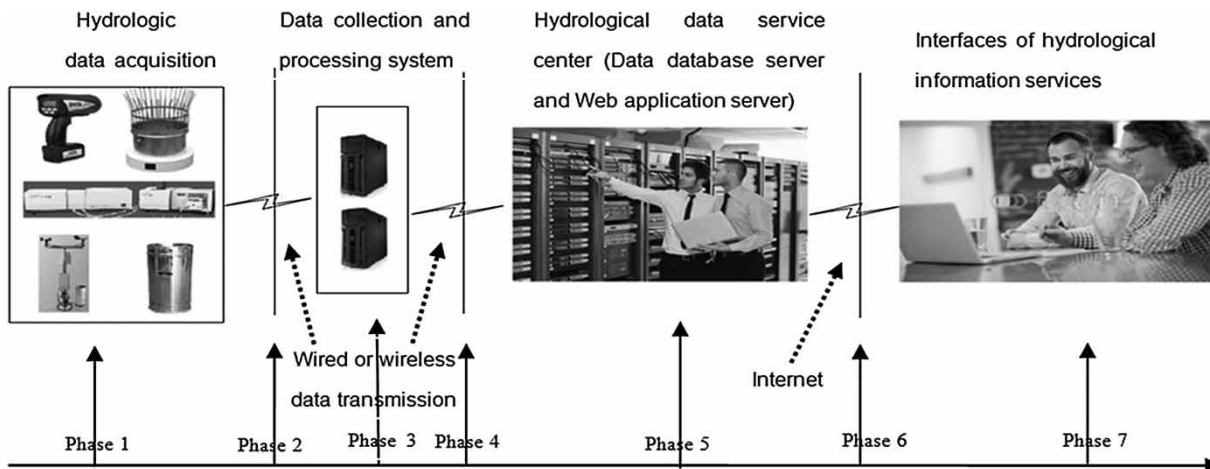 Hydrologic
data acquisition
Data collection and
processing system
Hydrological data service
center (Data database server
and Web application server)
Interfaces of hydrological
information services
Wired or wireless
data transmission
Internet
Phase 1
Phase 2
Phase 3
Phase 4
Phase 5
Phase 6
Phase 7